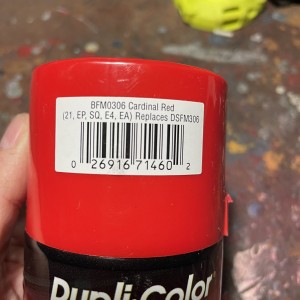 BFM0306 Cardinal Red
(21, EP, SQ, E4, EA) Replaces DSFM306
0 26916 71460 2
Dupli-Color